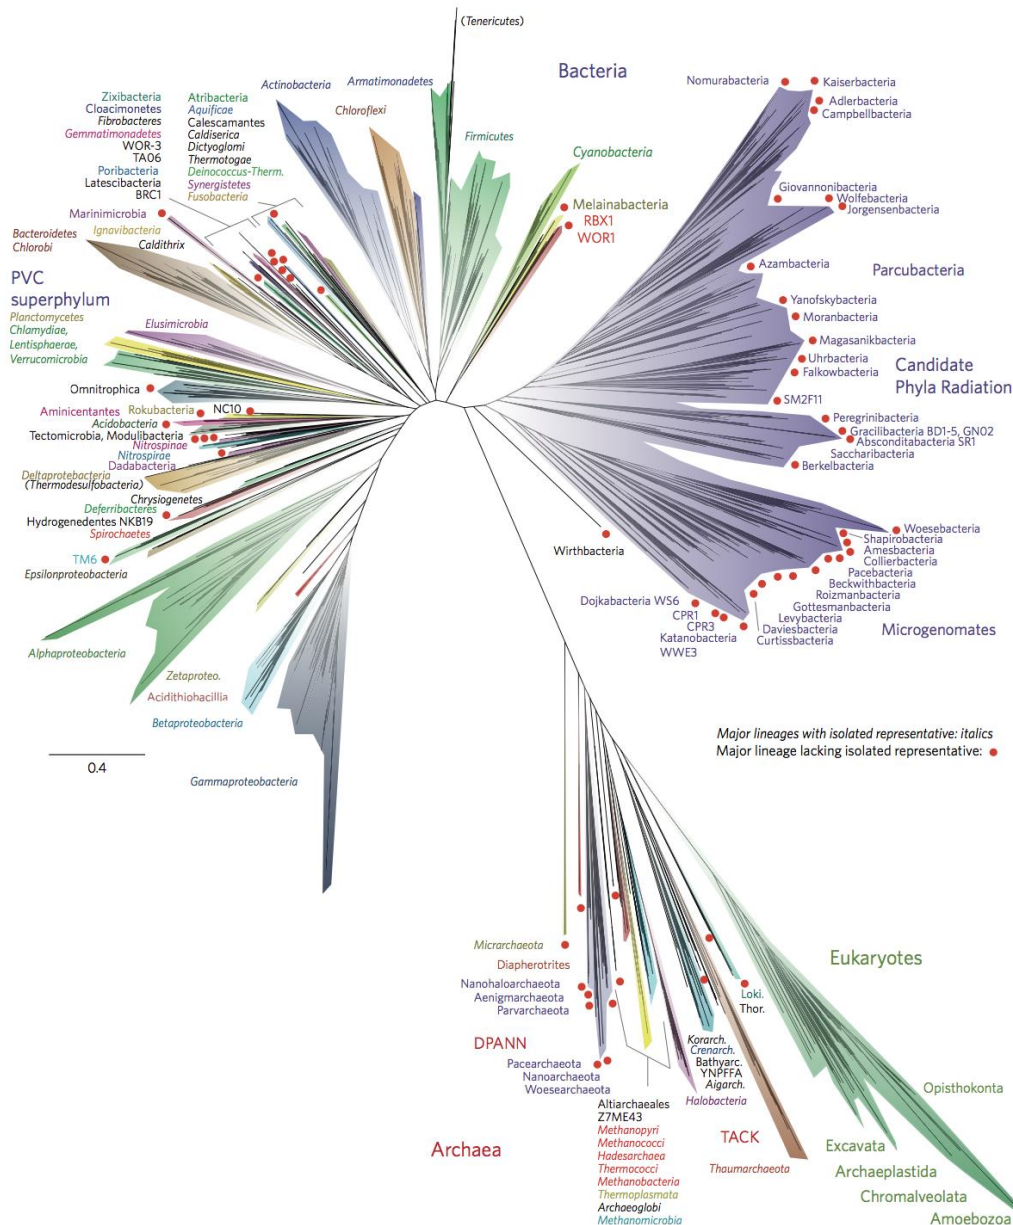 (Tenericutes)
Bacteria
Actinobacteria
Armatimonadetes
Chloroflexi
Firmicutes
Cyanobacteria
Melainabacteria
RBX1
WOR1
Zixibacteria
Cloacimonetes
Fibrobacteres
Gemmatimonadetes
WOR-3
TA06
Poribacteria
Latescibacteria
BRC1
Atribacteria
Aquificae
Calescamantes
Caldiserica
Dictyoglomi
Thermotogae
Deinococcus-Therm.
Synergistetes
Fusobacteria
Marinimicrobia
Ignavibacteria
Bacteroidetes
Chlorobi
Caldithrix
PVC
superphylum
Planctomycetes
Chlamydiae,
Lentisphaerae,
Verrucomicrobia
Elusimicrobia
Omnitrophica
Aminicentantes
Rokubacteria
NC10
Acidobacteria
Tectomicrobia, Modulibacteria
Nitrospinae
Nitrospirae
Dadabacteria
Deltaprotebacteria
(Thermodesulfobacteria)
Chrysiogenetes
Deferribacteres
Hydrogenedentes NKB19
Spirochaetes
TM6
Epsilonproteobacteria
Alphaproteobacteria
Zetaproteo.
Acidithiobacillia
Betaproteobacteria
Gammaproteobacteria
0.4
Nomurabacteria
Kaiserbacteria
Adlerbacteria
Campbellbacteria
Giovannonibacteria
Wolfebacteria
Jorgensenbacteria
Azambacteria
Parcubacteria
Yanofskybacteria
Moranbacteria
Magasanikbacteria
Uhrbacteria
Falkowbacteria
Candidate
Phyla Radiation
SM2F11
Peregrinibacteria
Gracilibacteria BD1-5, GN02
Absconditabacteria SR1
Saccharibacteria
Berkelbacteria
Wirthbacteria
Woesebacteria
Shapirobacteria
Amesbacteria
Collierbacteria
Pacebacteria
Beckwithbacteria
Roizmanbacteria
Gottesmanbacteria
Levybacteria
Daviesbacteria
Curtissbacteria
Microgenomates
Dojkabacteria WS6
CPR1
CPR3
Katanobacteria
WWE3
Major lineages with isolated representative: italics
Major lineage lacking isolated representative:
Micrarchaeota
Diapherotrites
Nanohaloarchaeota
Aenigmarchaeota
Parvarchaeota
DPANN
Pacearchaeota
Nanoarchaeota
Woesearchaeota
Altiarchaeales
Z7ME43
Methanopyri
Methanococci
Hadesarchaea
Thermococci
Methanobacteria
Thermoplasmata
Archaeoglobi
Methanomicrobia
Halobacteria
Archaea
Korarch.
Crenarch.
Bathyarc.
YNPFFA
Aigarch.
TACK
Thaumarchaeota
Loki.
Thor.
Eukaryotes
Opisthokonta
Excavata
Archaeplastida
Chromalveolata
Amoebozoa